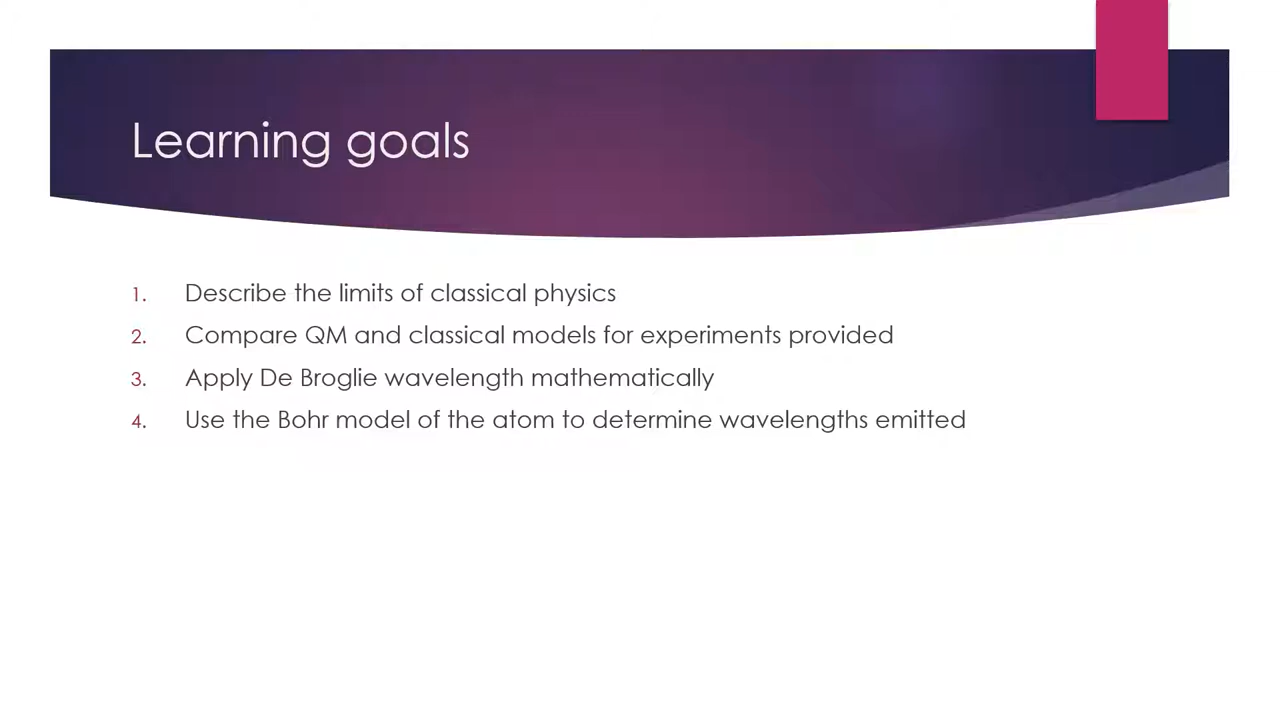 Learning goals
1. Describe the limits of classical physics
2. Compare QM and classical models for experiments provided
3. Apply De Broglie wavelength mathematically
4. Use the Bohr model of the atom to determine wavelengths emitted